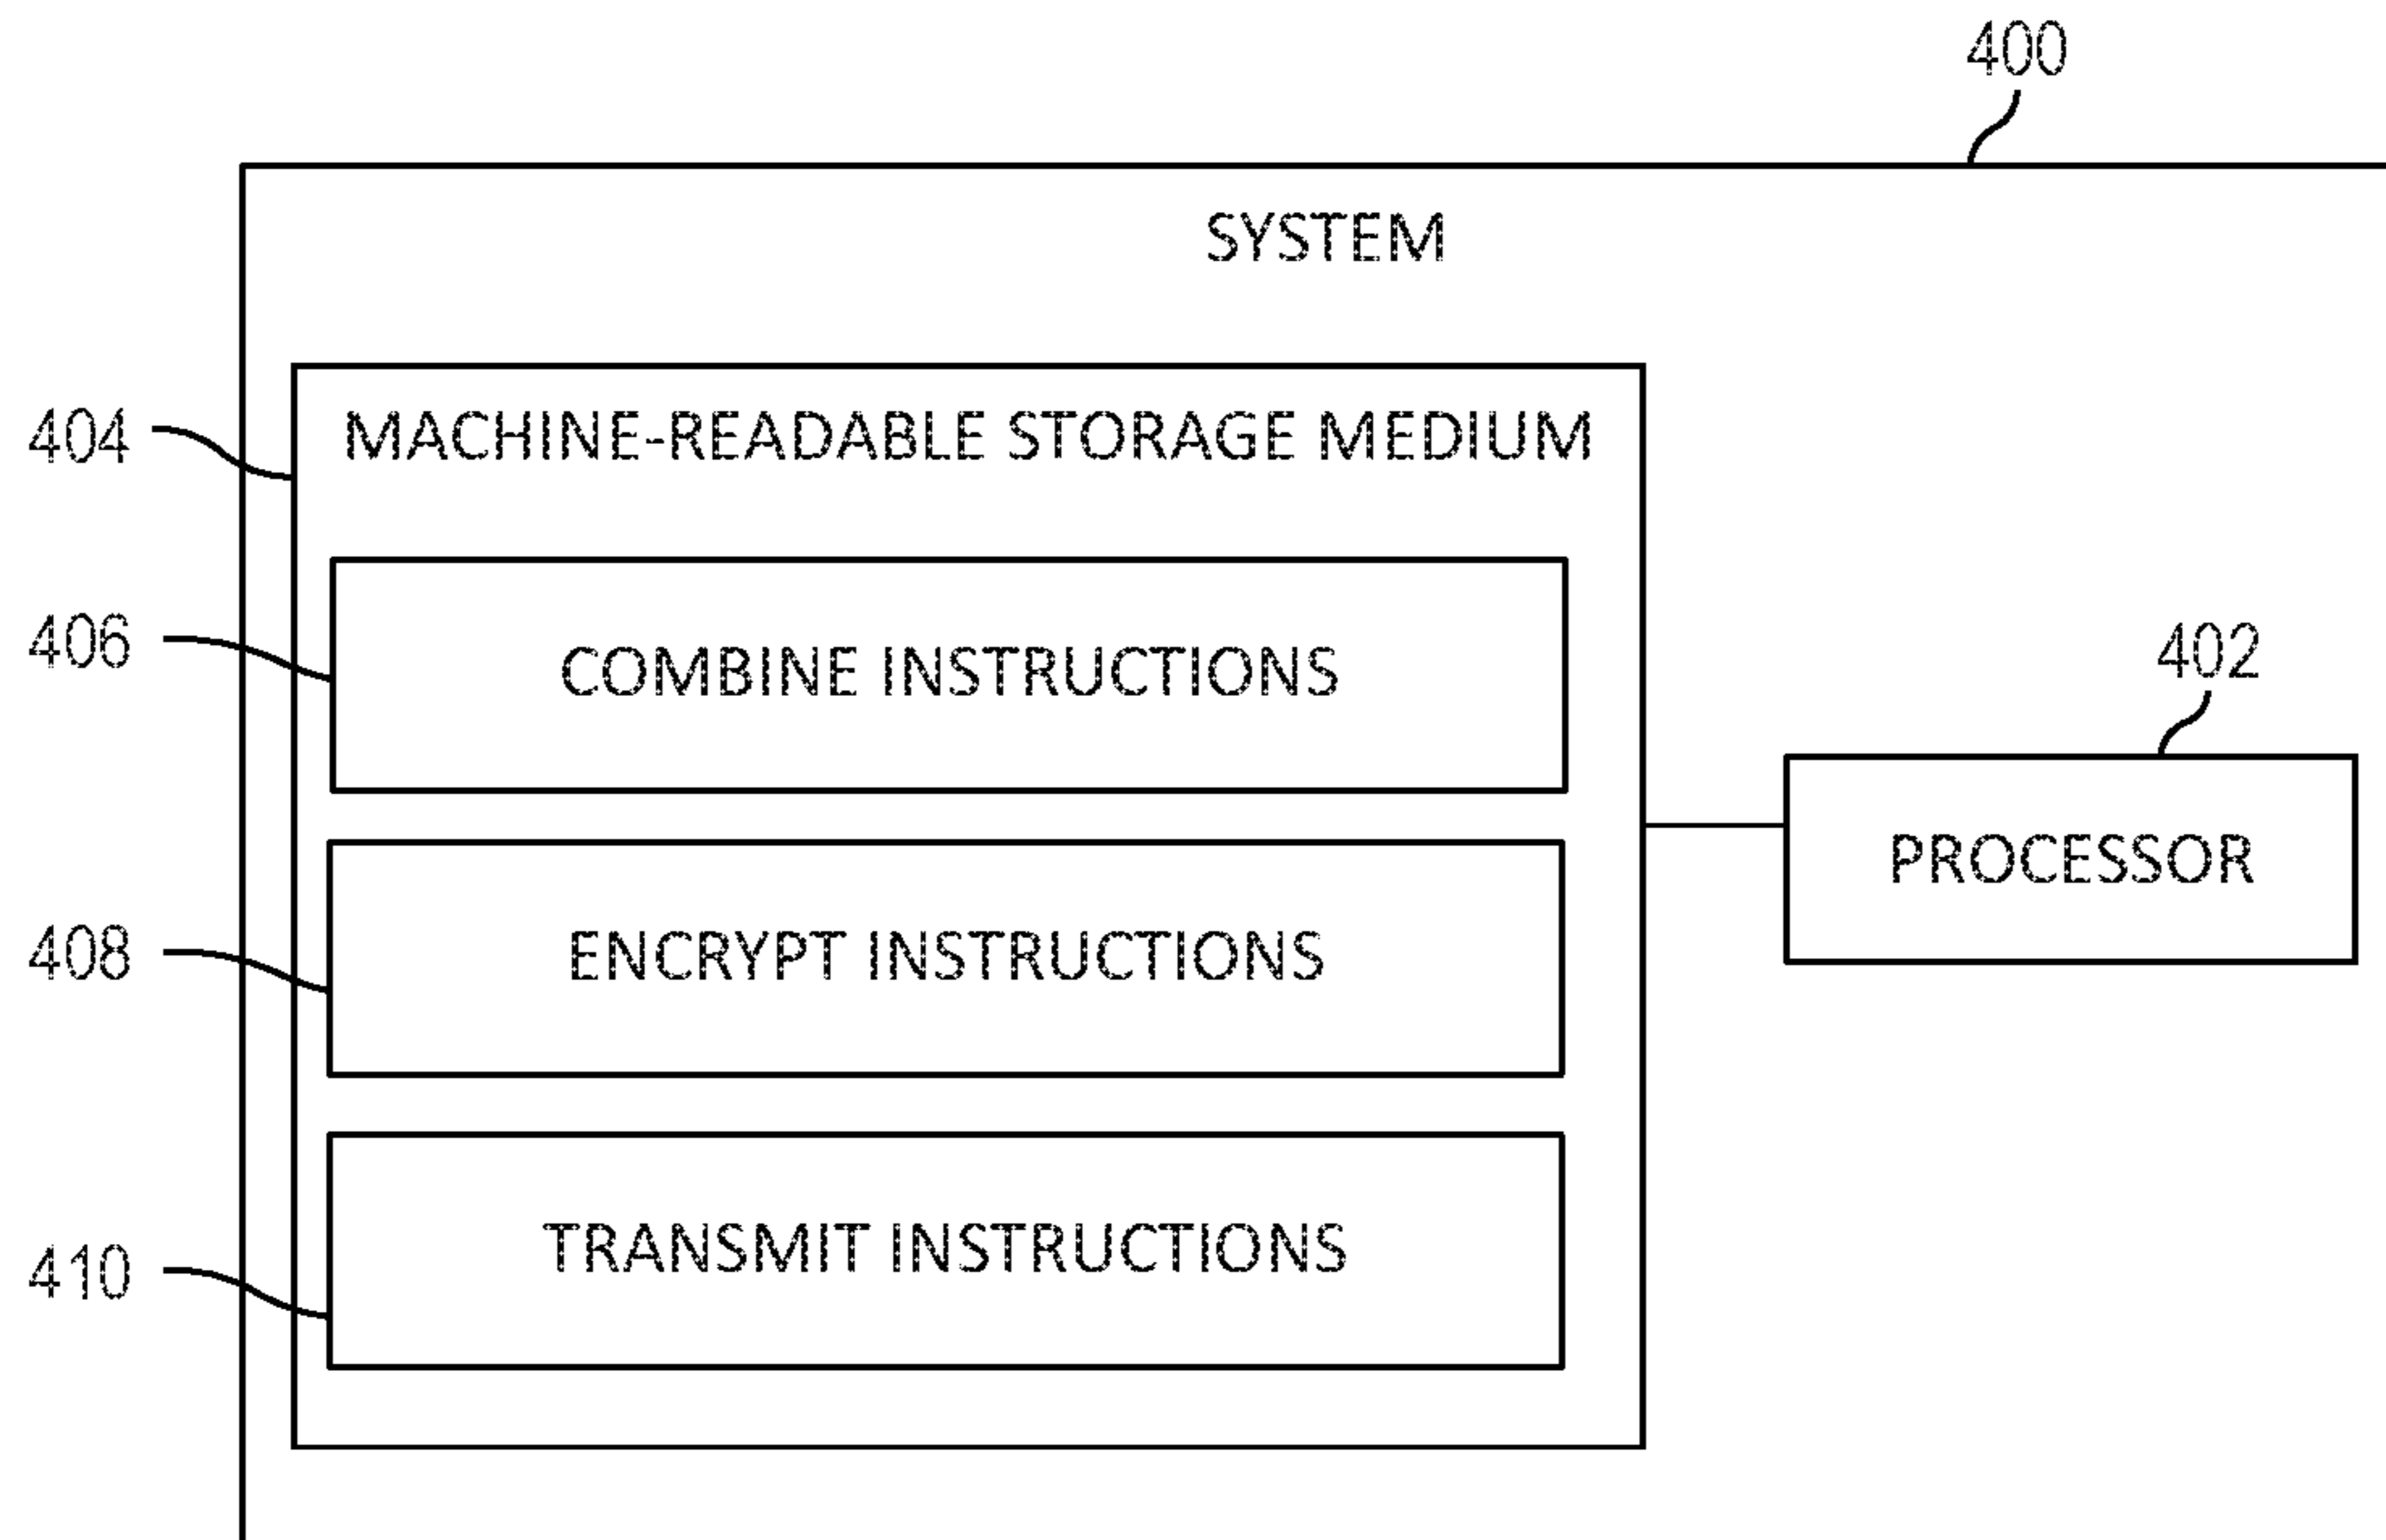 400
SYSTEM
404
MACHINE-READABLE STORAGE MEDIUM
406
COMBINE INSTRUCTIONS
402
PROCESSOR
408
ENCRYPT INSTRUCTIONS
410
TRANSMIT INSTRUCTIONS